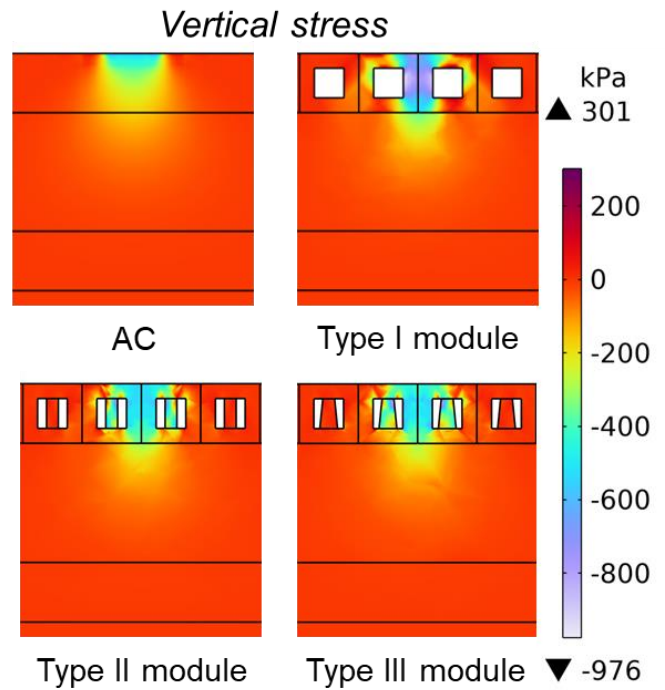 Vertical stress
kPa
▲ 301
200
0
-200
-400
-600
-800
▼ -976
AC
Type I module
Type II module
Type III module